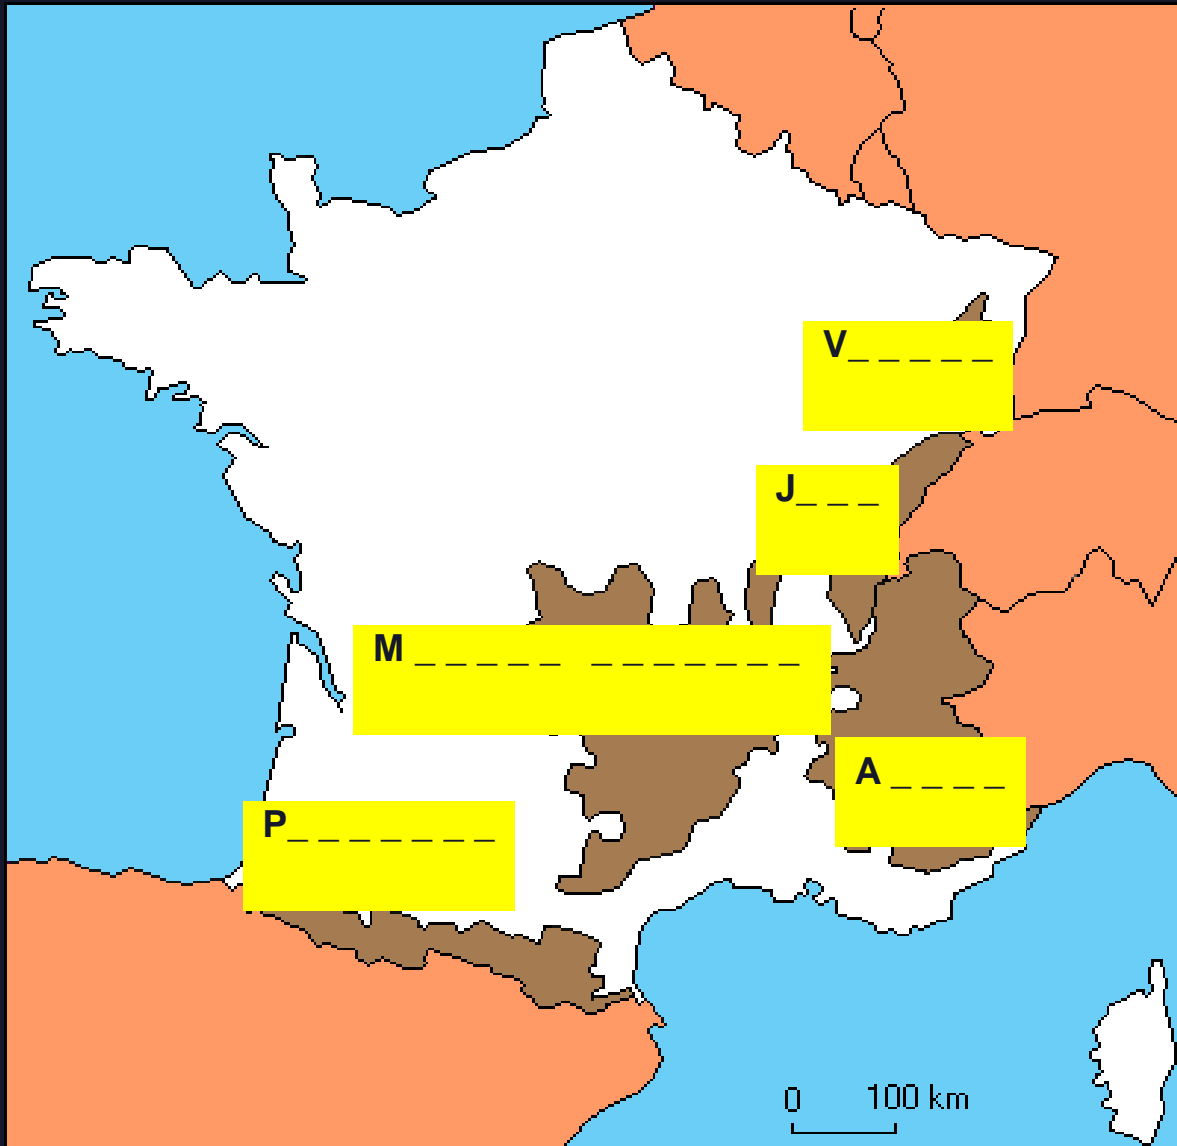 V_ _ _ _ _
J_ _ _
M _ _ _ _ _ _ _ _ _ _ _ _
A _ _ _ _
P_ _ _ _ _ _ _
0 100 km